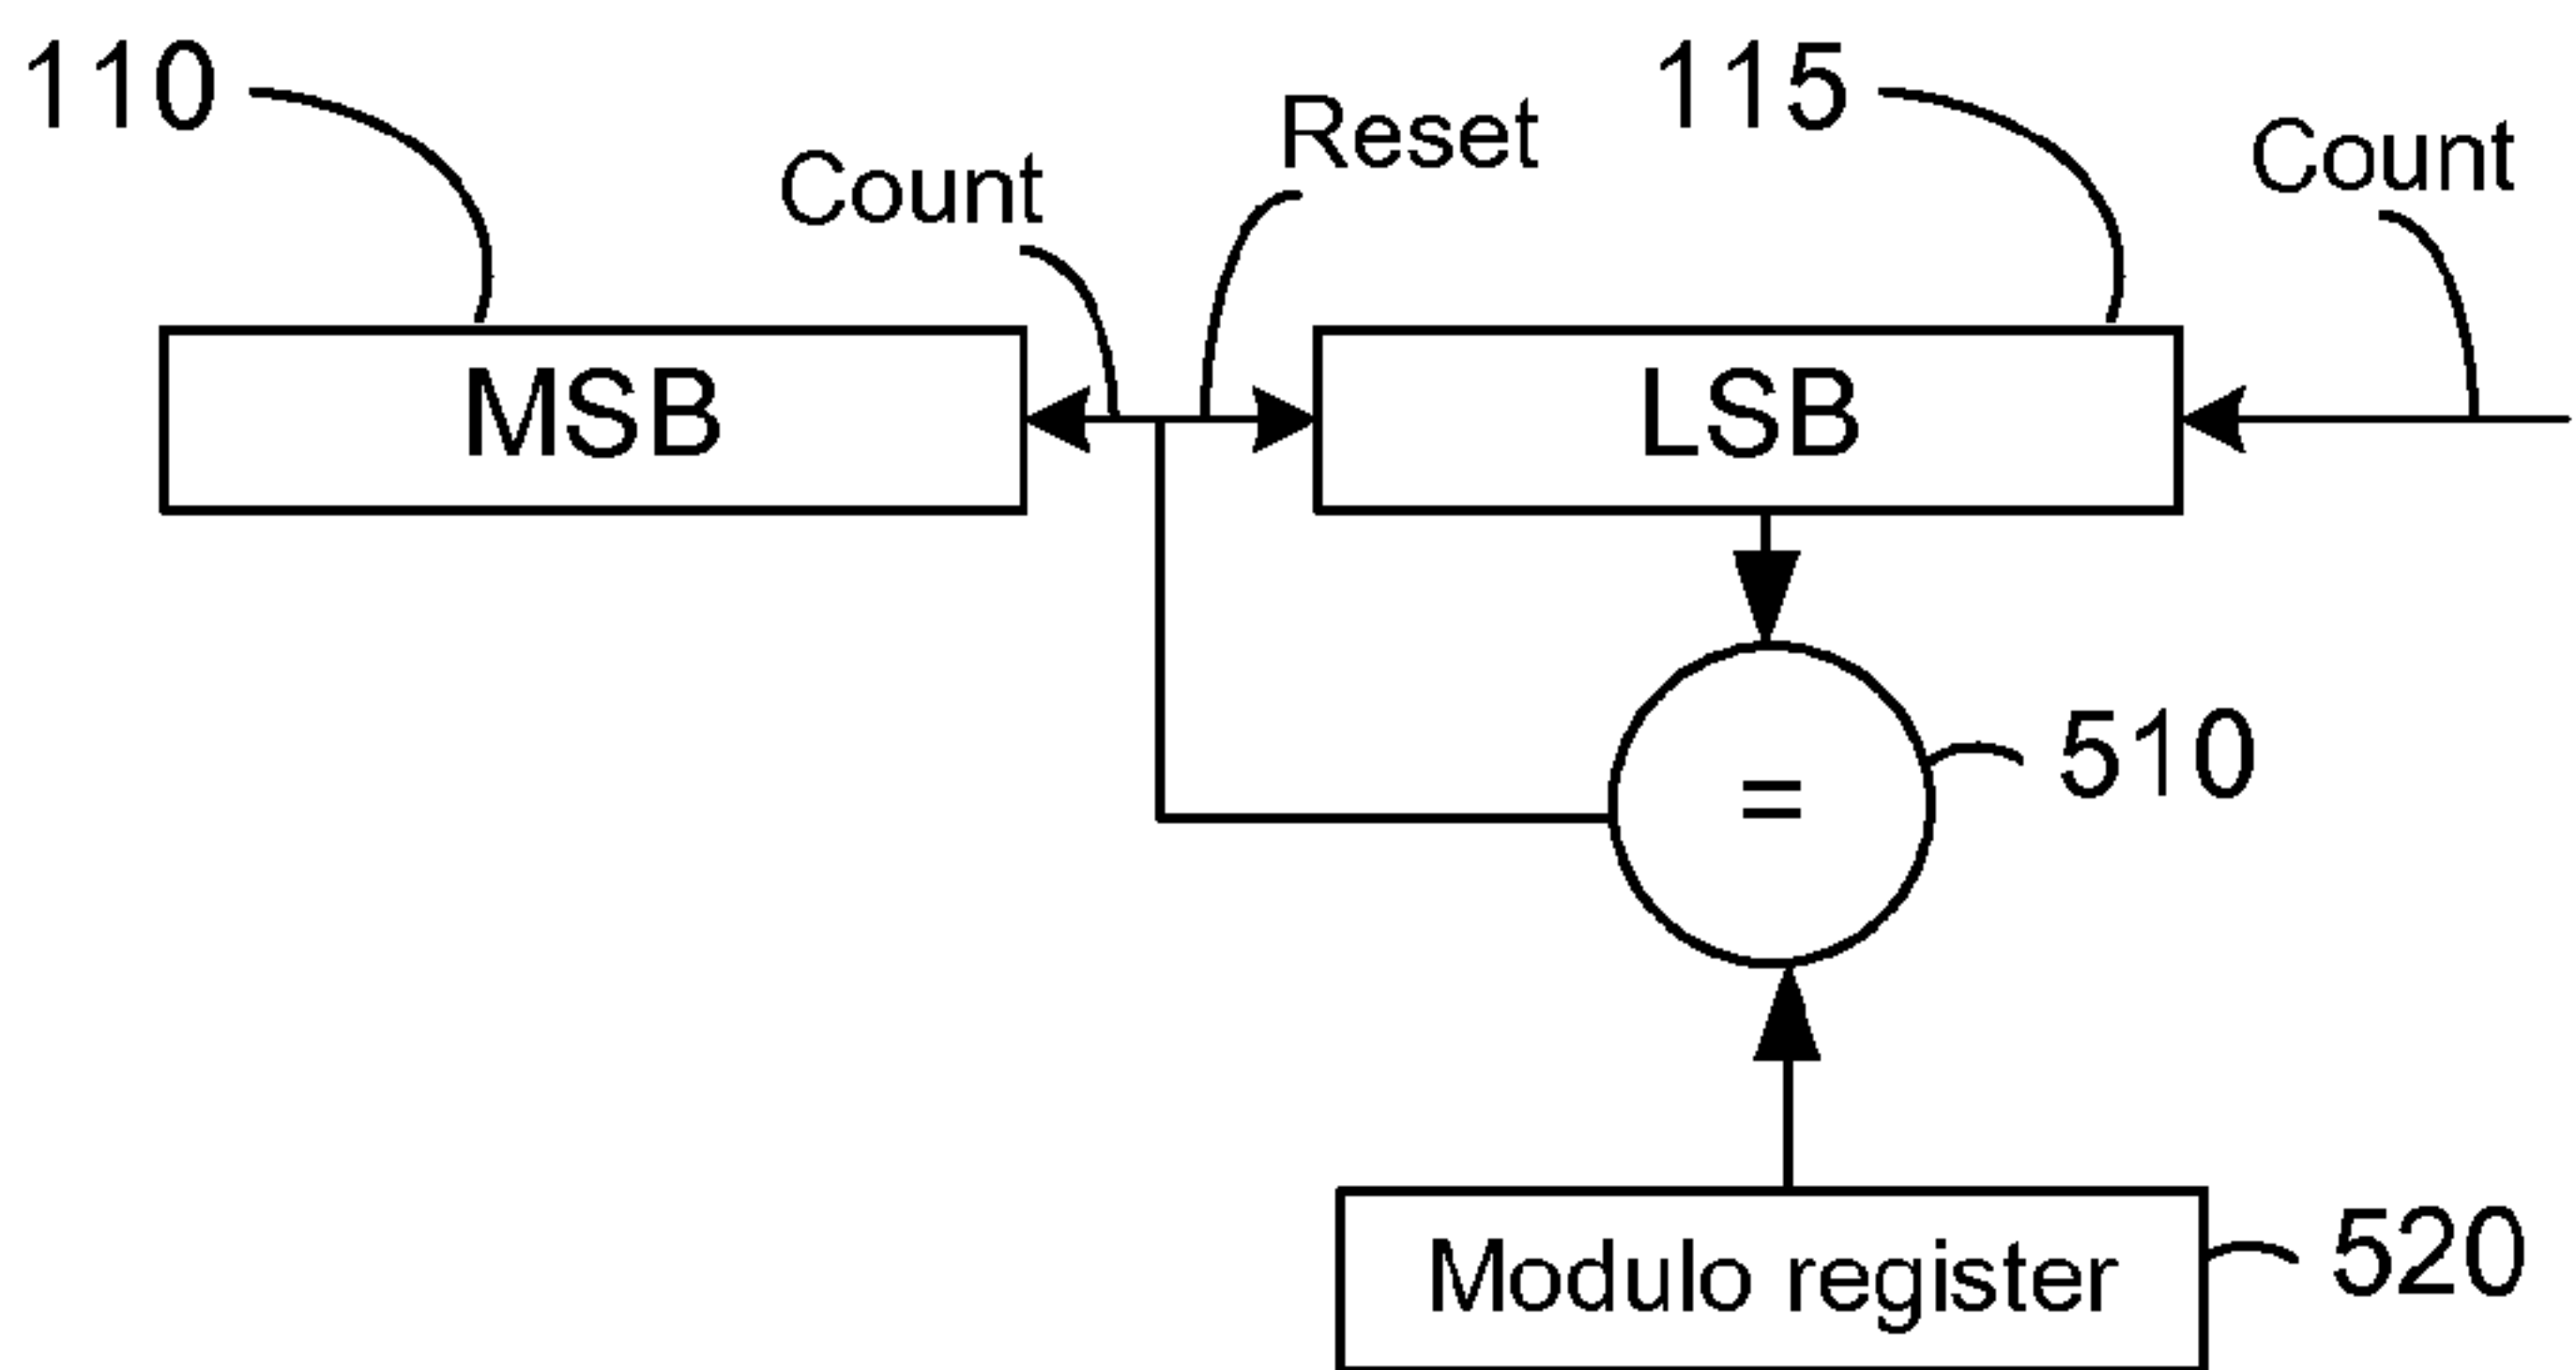 110
115
Reset
Count
Count
MSB
LSB
=
510
Modulo register
520